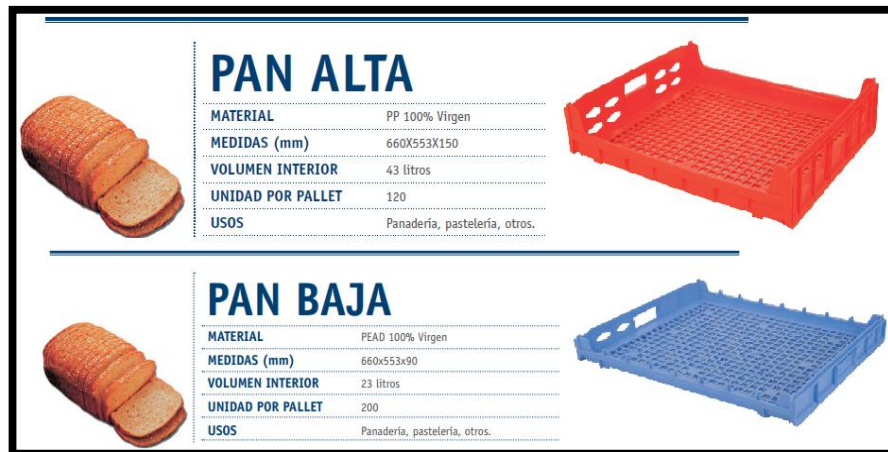 PAN ALTA
MATERIAL PP 100% Virgen
MEDIDAS (mm) 660X553X150
VOLUMEN INTERIOR 43 litros
UNIDAD POR PALLET 120
USOS Panadería, pastelería, otros.
PAN BAJA
MATERIAL PEAD 100% Virgen
MEDIDAS (mm) 660x553x90
VOLUMEN INTERIOR 23 litros
UNIDAD POR PALLET 200
USOS Panadería, pastelería, otros.